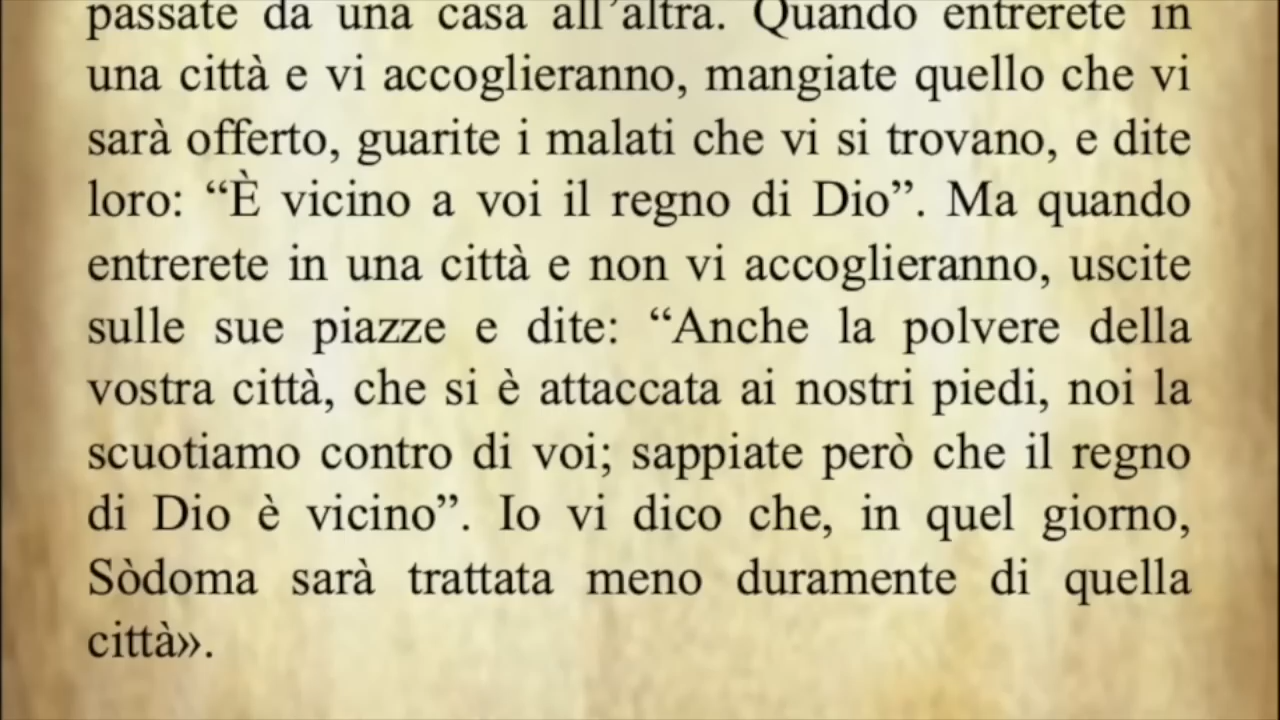 passate da una casa all'altra. Quando entrerete in
una città e vi accoglieranno, mangiate quello che vi
sarà offerto, guarite i malati che vi si trovano, e dite
loro: “È vicino a voi il regno di Dio”. Ma quando
entrerete in una città e non vi accoglieranno, uscite
sulle sue piazze e dite: “Anche la polvere della
vostra città, che si è attaccata ai nostri piedi, noi la
scuotiamo contro di voi; sappiate però che il regno
di Dio è vicino”. Io vi dico che, in quel giorno,
Sòdoma sarà trattata meno duramente di quella
città».